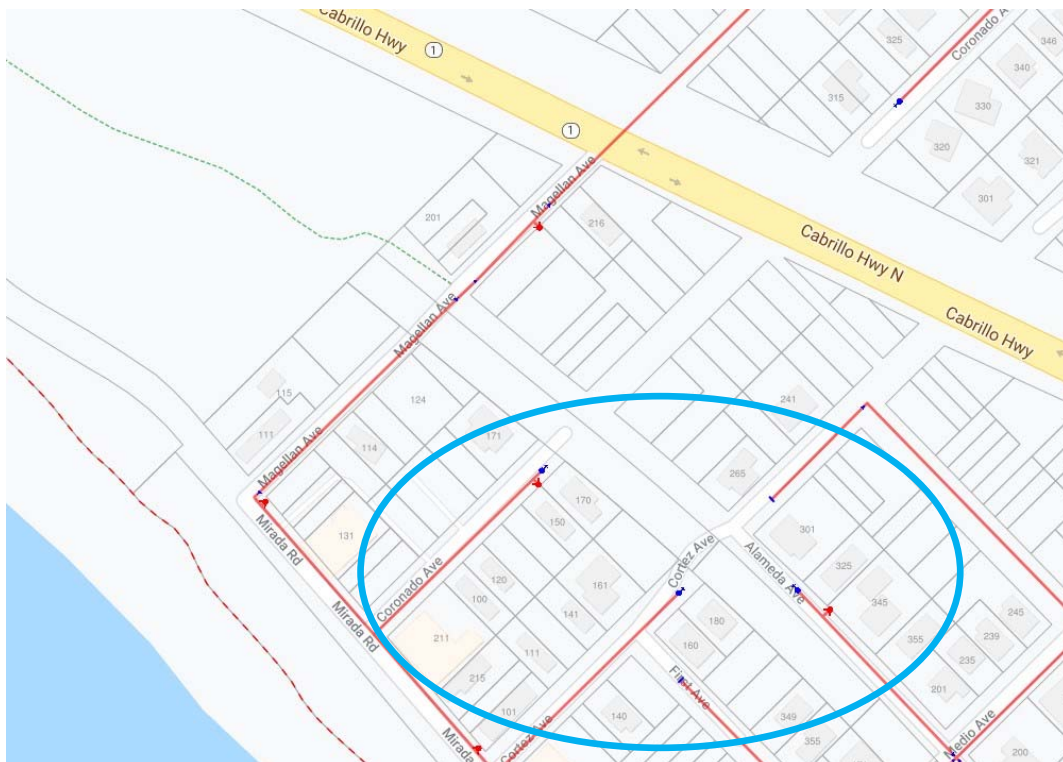 Cabrillo Hwy
1
325
Coronado Av
346
340
330
315
320
321
301
1
Magellan Ave
201
216
Cabrillo Hwy N
Cabrillo Hwy
Magellan Ave
115
124
241
111
114
171
Magellan Ave
265
170
150
301
131
Mirada Rd
Coronado Ave
Cortez Ave
Alameda Ave
325
120
161
345
100
245
Mirada Rd
211
141
180
355
239
111
160
235
215
First Ave
201
Mirada
101
Cortez Ave
140
349
355
Medio Ave
200